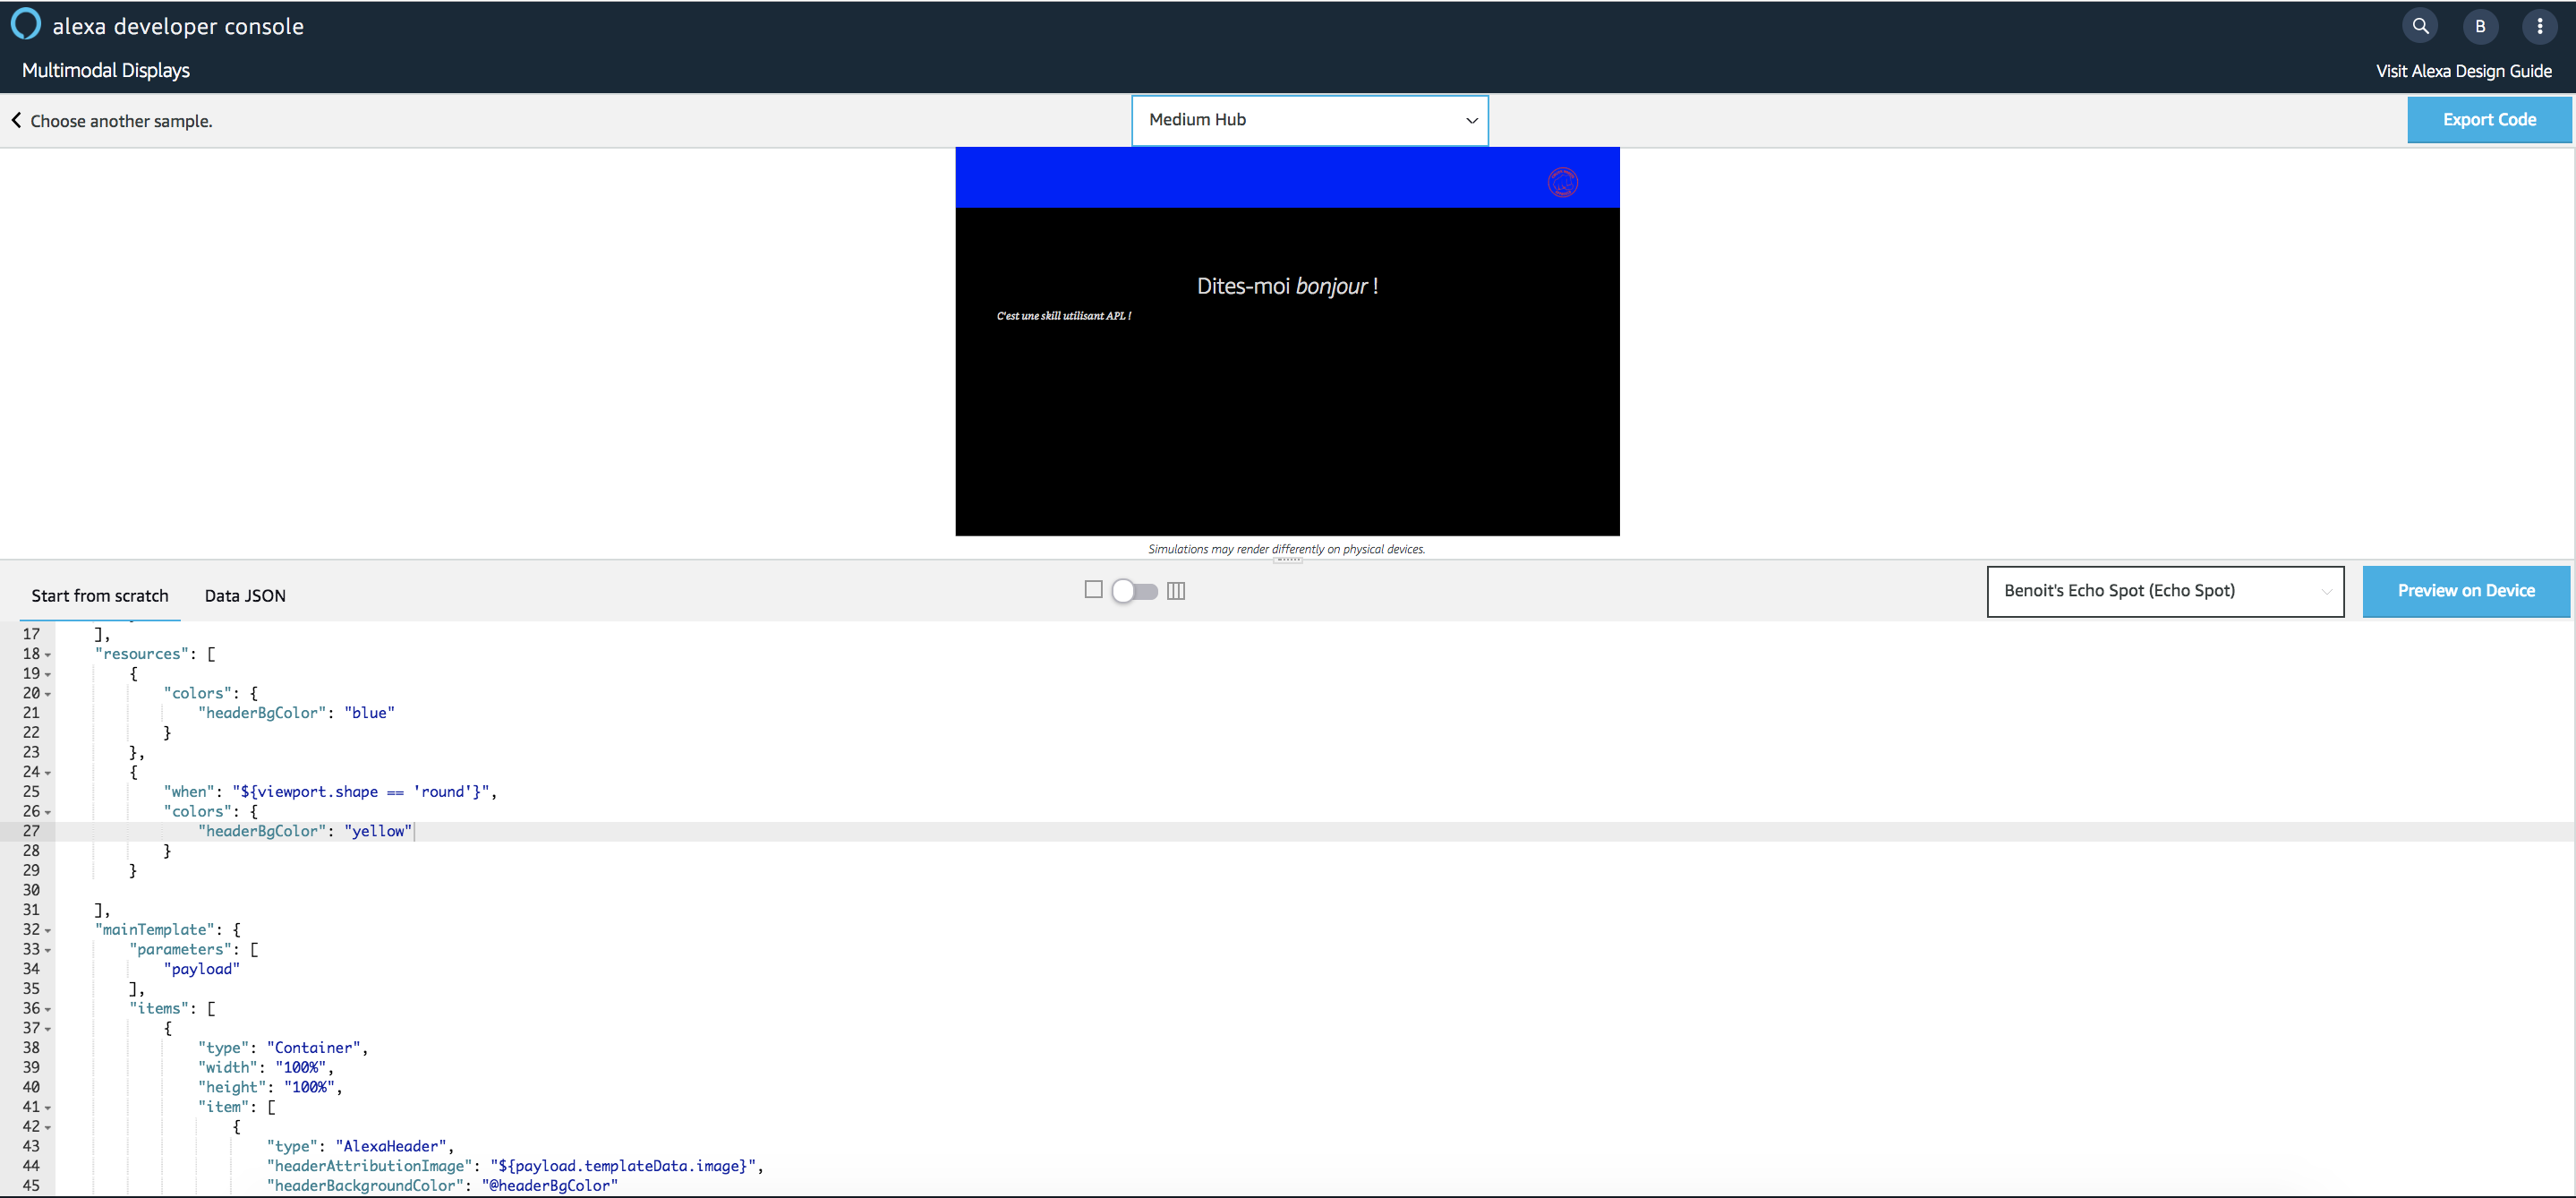 alexa developer console
B
Multimodal Displays
Visit Alexa Design Guide
Choose another sample.
Medium Hub
Export Code
Dites-moi bonjour !
C'est une skill utilisant APL !
Simulations may render differently on physical devices.
Start from scratch
Data JSON
Benoit's Echo Spot (Echo Spot)
Preview on Device
17 ],
18 "resources": [
19 {
20 "colors": {
21 "headerBgColor": "blue"
22 }
23 },
24 {
25 "when": "${viewport.shape == 'round'}",
26 "colors": {
27 "headerBgColor": "yellow"
28 }
29 }
30
31 ],
32 "mainTemplate": {
33 "parameters": [
34 "payload"
35 ],
36 "items": [
37 {
38 "type": "Container",
39 "width": "100%",
40 "height": "100%",
41 "item": [
42 {
43 "type": "AlexaHeader",
44 "headerAttributionImage": "${payload.templateData.image}",
45 "headerBackgroundColor": "@headerBgColor"